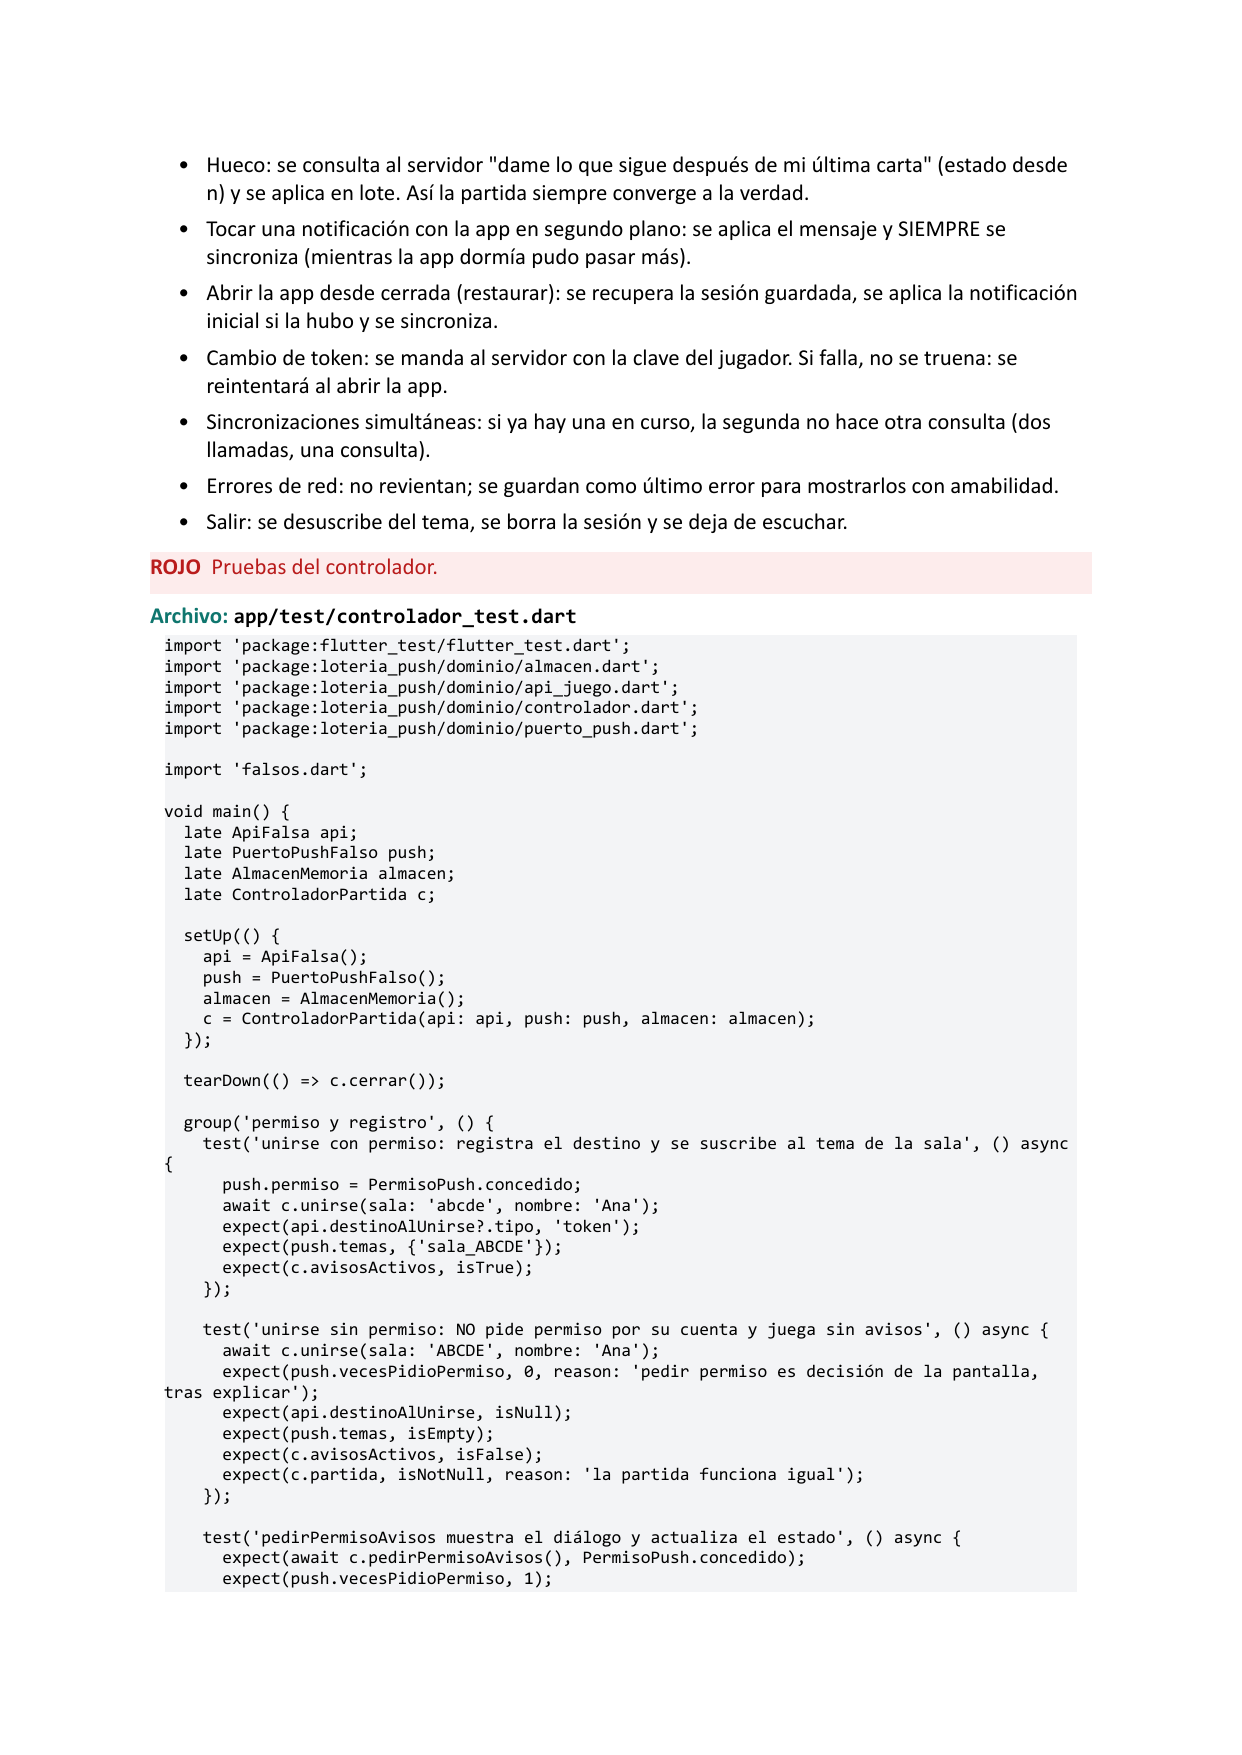 • Hueco: se consulta al servidor "dame lo que sigue después de mi última carta" (estado desde
n) y se aplica en lote. Así la partida siempre converge a la verdad.
• Tocar una notificación con la app en segundo plano: se aplica el mensaje y SIEMPRE se
sincroniza (mientras la app dormía pudo pasar más).
• Abrir la app desde cerrada (restaurar): se recupera la sesión guardada, se aplica la notificación
inicial si la hubo y se sincroniza.
• Cambio de token: se manda al servidor con la clave del jugador. Si falla, no se truena: se
reintentará al abrir la app.
• Sincronizaciones simultáneas: si ya hay una en curso, la segunda no hace otra consulta (dos
llamadas, una consulta).
• Errores de red: no revientan; se guardan como último error para mostrarlos con amabilidad.
• Salir: se desuscribe del tema, se borra la sesión y se deja de escuchar.
ROJO Pruebas del controlador.
Archivo: app/test/controlador_test.dart
import 'package:flutter_test/flutter_test.dart';
import 'package:loteria_push/dominio/almacen.dart';
import 'package:loteria_push/dominio/api_juego.dart';
import 'package:loteria_push/dominio/controlador.dart';
import 'package:loteria_push/dominio/puerto_push.dart';

import 'falsos.dart';

void main() {
  late ApiFalsa api;
  late PuertoPushFalso push;
  late AlmacenMemoria almacen;
  late ControladorPartida c;

  setUp(() {
    api = ApiFalsa();
    push = PuertoPushFalso();
    almacen = AlmacenMemoria();
    c = ControladorPartida(api: api, push: push, almacen: almacen);
  });

  tearDown(() => c.cerrar());

  group('permiso y registro', () {
    test('unirse con permiso: registra el destino y se suscribe al tema de la sala', () async
{
      push.permiso = PermisoPush.concedido;
      await c.unirse(sala: 'abcde', nombre: 'Ana');
      expect(api.destinoAlUnirse?.tipo, 'token');
      expect(push.temas, {'sala_ABCDE'});
      expect(c.avisosActivos, isTrue);
    });

    test('unirse sin permiso: NO pide permiso por su cuenta y juega sin avisos', () async {
      await c.unirse(sala: 'ABCDE', nombre: 'Ana');
      expect(push.vecesPidioPermiso, 0, reason: 'pedir permiso es decisión de la pantalla,
tras explicar');
      expect(api.destinoAlUnirse, isNull);
      expect(push.temas, isEmpty);
      expect(c.avisosActivos, isFalse);
      expect(c.partida, isNotNull, reason: 'la partida funciona igual');
    });

    test('pedirPermisoAvisos muestra el diálogo y actualiza el estado', () async {
      expect(await c.pedirPermisoAvisos(), PermisoPush.concedido);
      expect(push.vecesPidioPermiso, 1);